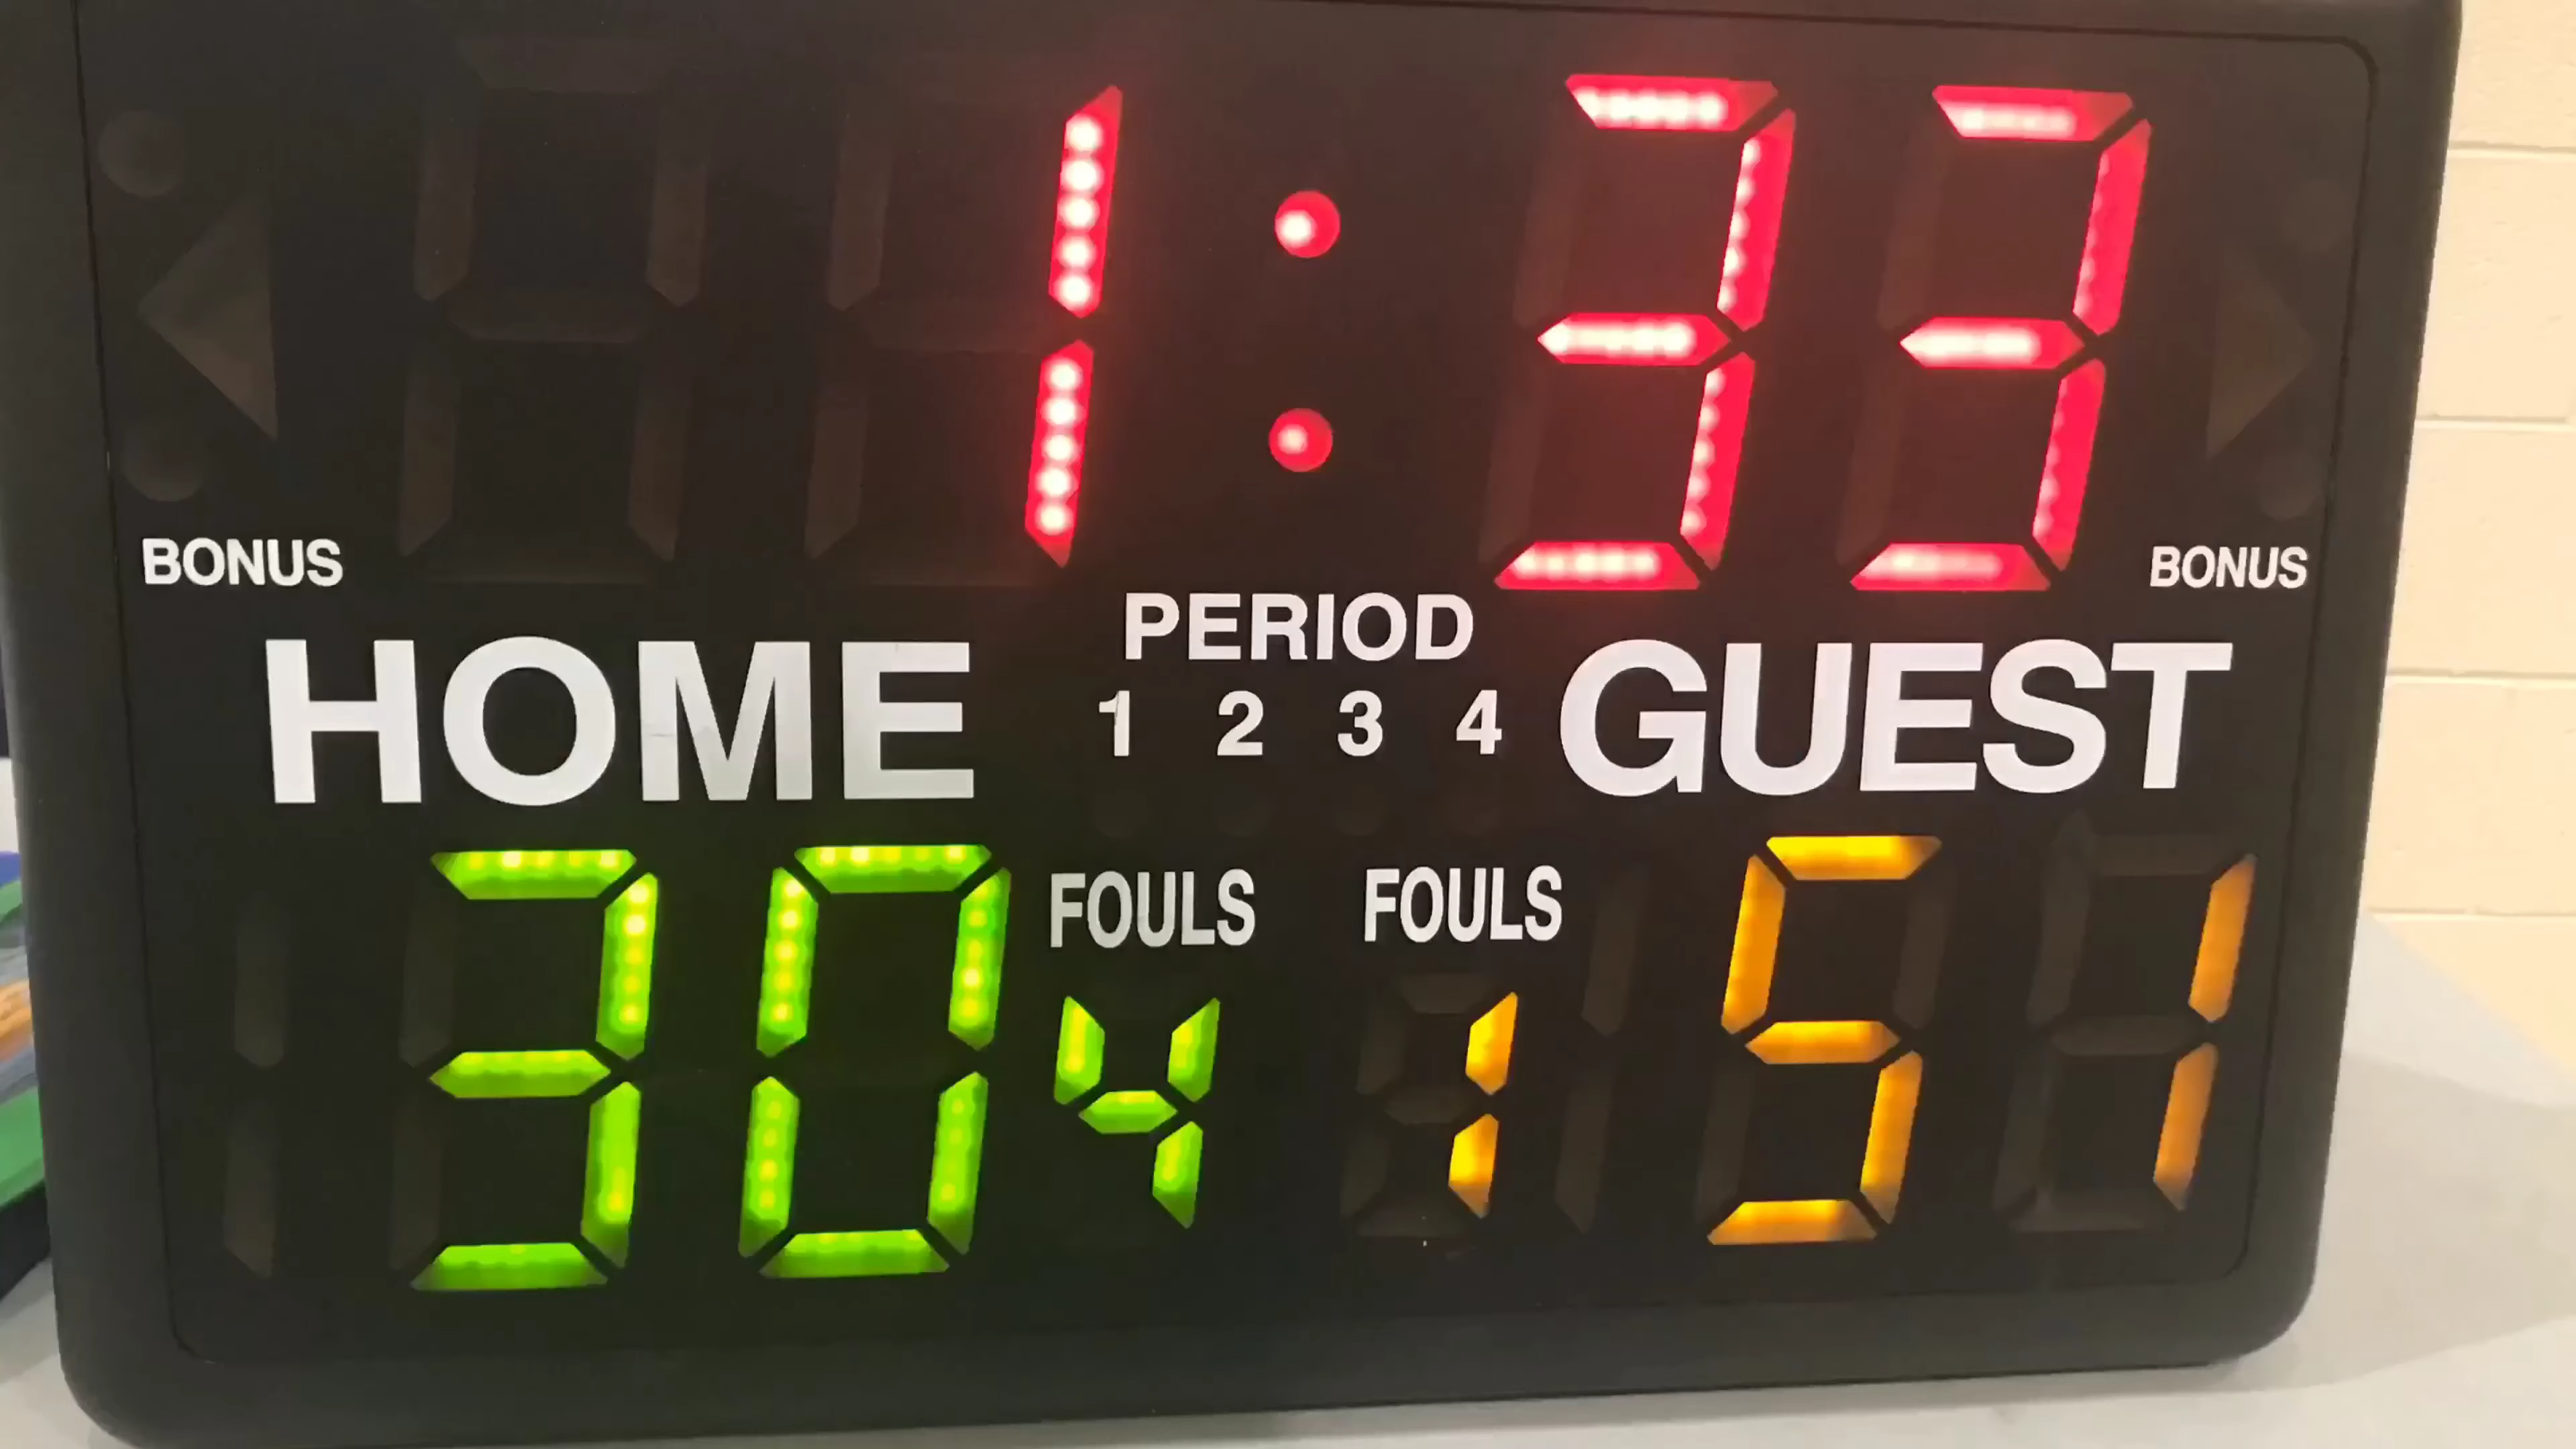 1:33
BONUS BONUS
PERIOD
HOME 1 2 3 4 GUEST
30 FOULS FOULS 51
4 1